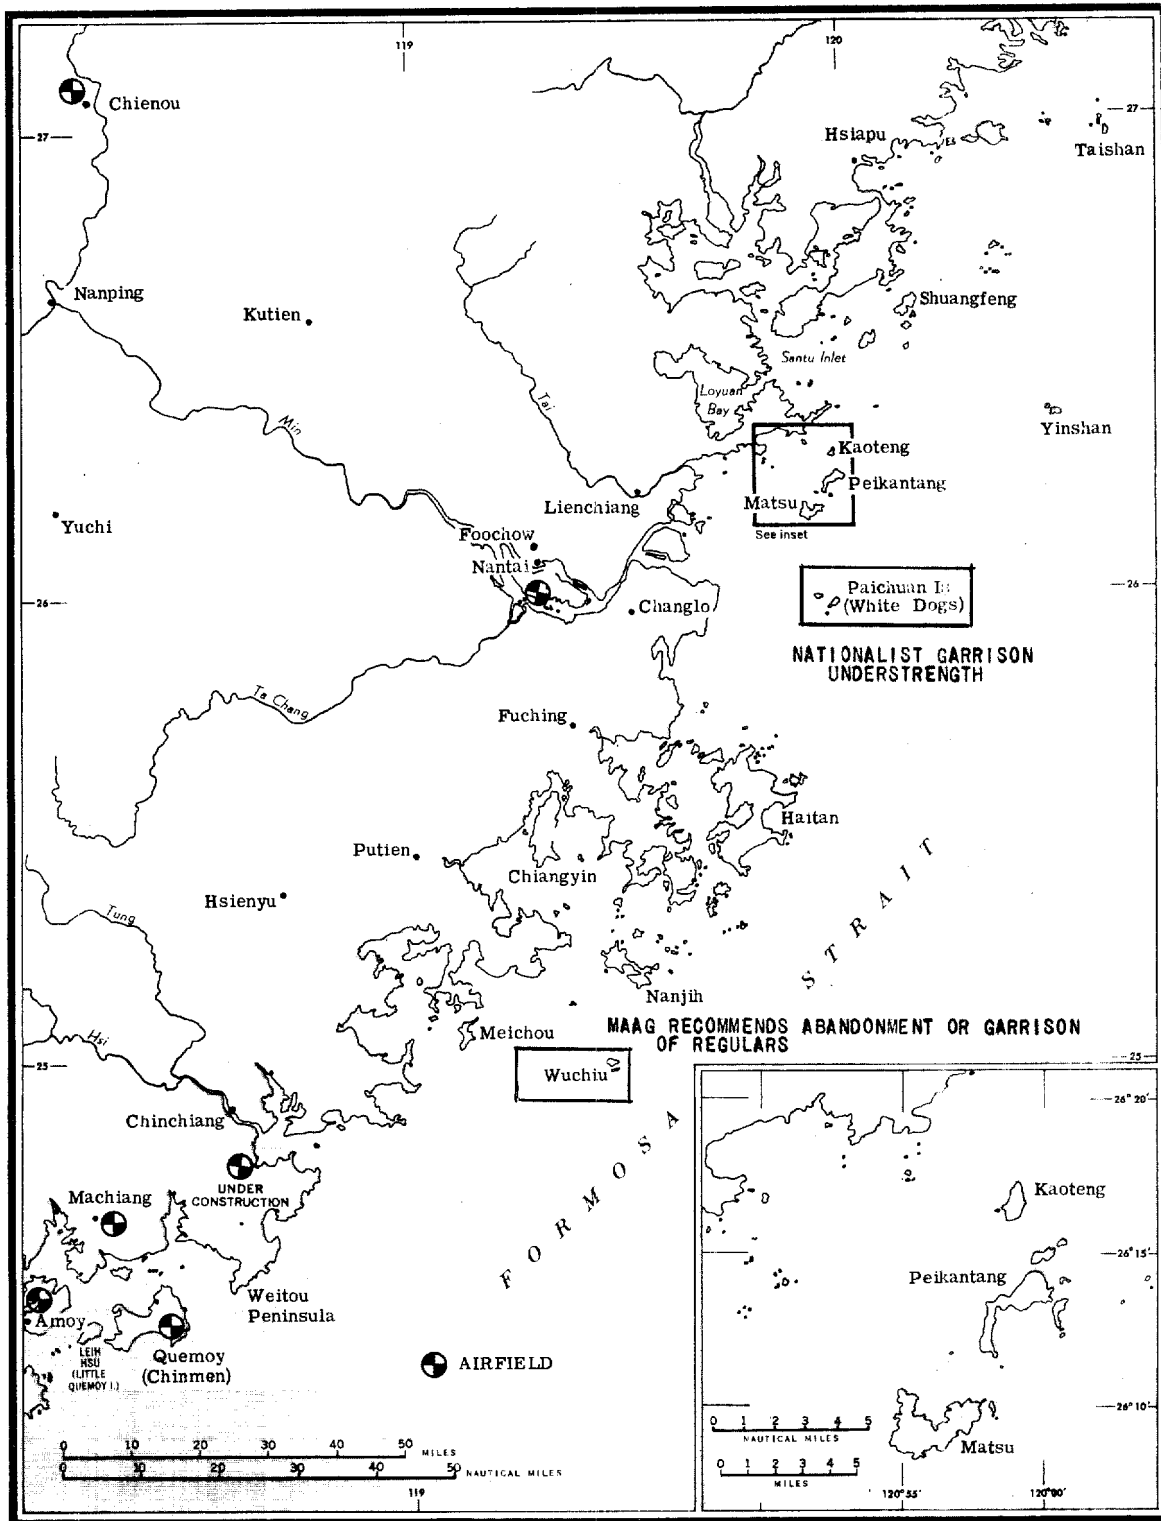 119
120
27
27
Chienou
Hsiapu
Taishan
Nanping
Kutien
Shuangfeng
Santu Inlet
Tai
Loyuan
Bay
Min
Yinshan
Kaoteng
Peikantang
Matsu
See inset
Lienchiang
Yuchi
Foochow
Nantai
26
26
Changlo
Paichuan Is
(White Dogs)
NATIONALIST GARRISON
UNDERSTRENGTH
Ta Chang
Fuching
Haitan
Putien
Chiangyin
Hsienyu
Tung
Nanjih
Meichou
MAAG RECOMMENDS ABANDONMENT OR GARRISON
OF REGULARS
Hsi
25
25
Wuchiu
Chinchiang
UNDER
CONSTRUCTION
Machiang
Weitou
Peninsula
FORMOSA STRAIT
Amoy
LEIH
HSU
(LITTLE
QUEMOY I.)
Quemoy
(Chinmen)
AIRFIELD
0 10 20 30 50
MILES
0 10 20 30 40 50
NAUTICAL MILES
119
26° 20'
Kaoteng
26° 15'
Peikantang
26° 10'
Matsu
0 1 2 3 4 5
NAUTICAL MILES
0 1 2 3 4 5
MILES
120° 55'
120° 00'